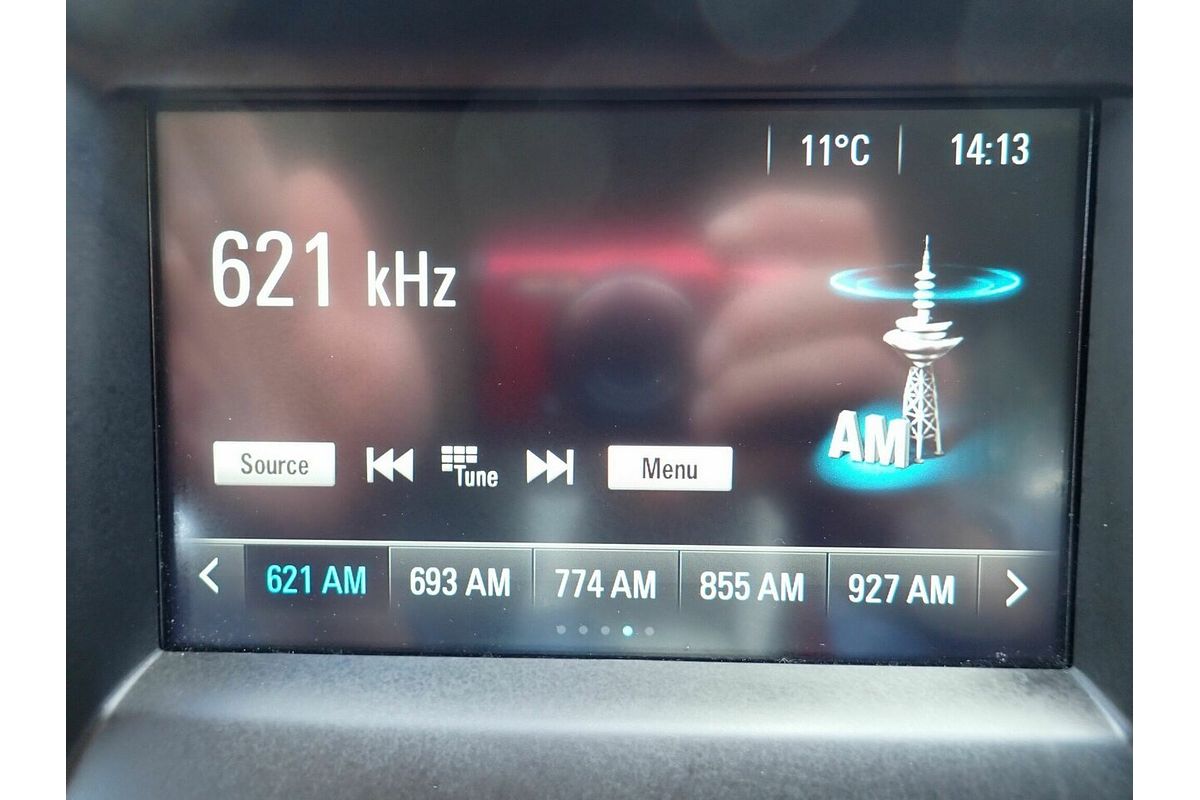 11°C 14:13
621 kHz
AM
Source Tune Menu
621 AM 693 AM 774 AM 855 AM 927 AM